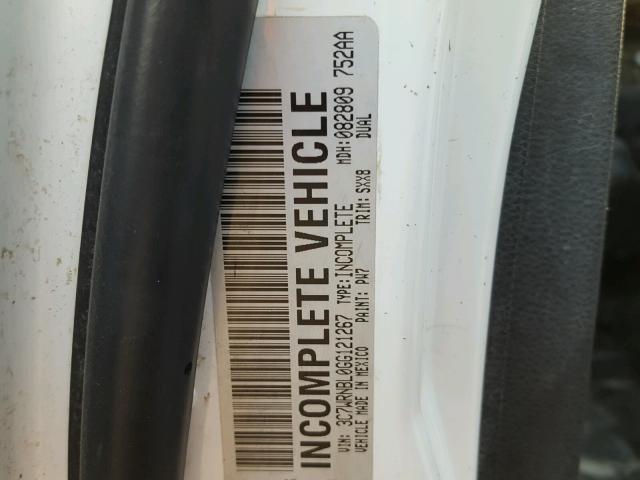 INCOMPLETE VEHICLE
VIN: 3C7WRNBL0GG121267 TYPE: INCOMPLETE MDH: 082809 752AA
VEHICLE MADE IN MEXICO PAINT: PW7 TRIM: SXX8 DUAL